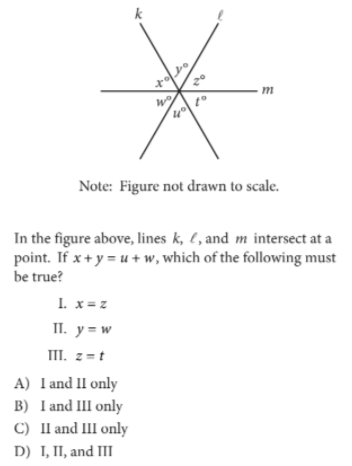 k
ℓ
y°
x°
z°
m
w°
t°
u°
Note: Figure not drawn to scale.
In the figure above, lines k, ℓ, and m intersect at a
point. If x + y = u + w, which of the following must
be true?
I. x = z
II. y = w
III. z = t
A) I and II only
B) I and III only
C) II and III only
D) I, II, and III